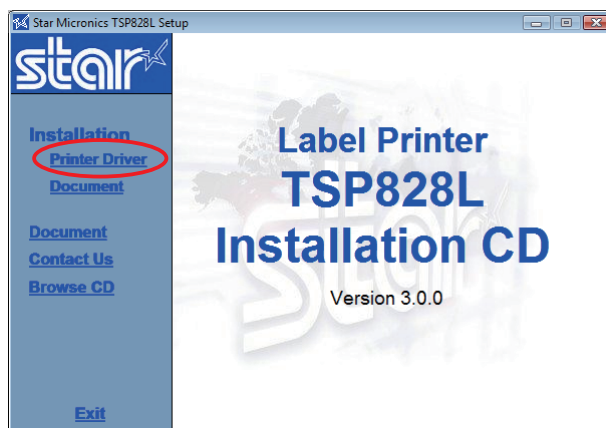 Star Micronics TSP828L Setup
star
Installation
Printer Driver
Document
Document
Contact Us
Browse CD
Exit
Label Printer
TSP828L
Installation CD
Version 3.0.0
star